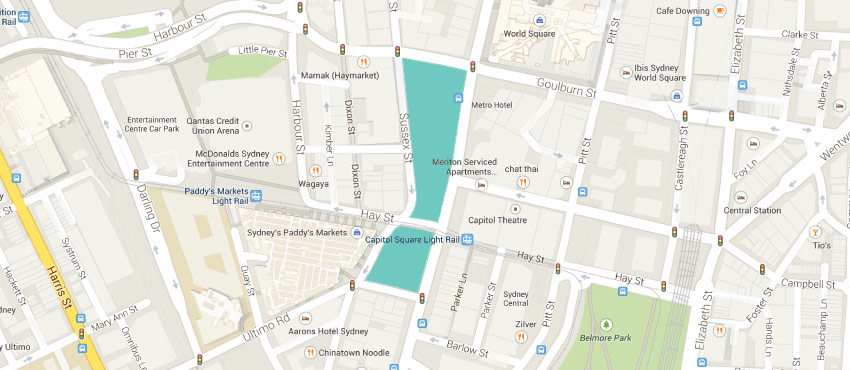 Harbour St
Pier St
Little Pier St
Mamak (Haymarket)
World Square
Cafe Downing
Pitt St
Elizabeth St
Clarke St
Nithsdale St
Alberta St
Ibis Sydney
World Square
Goulburn St
Metro Hotel
Entertainment
Centre Car Park
Qantas Credit
Union Arena
Harbour St
Kimber Ln
Dixon St
Sussex St
McDonalds Sydney
Entertainment Centre
Wagaya
Dixon St
Meriton Serviced
Apartments...
chat thai
Pitt St
Castlereagh St
Foy Ln
Paddy's Markets
Light Rail
Darling Dr
Hay St
Capitol Theatre
Central Station
Tio's
Sydney's Paddy's Markets
Capitol Square Light Rail
Hay St
Hay St
Campbell St
Systrum St
Harris St
Hackett St
Quay St
Mary Ann St
Omnibus Ln
Ultimo
Ultimo Rd
Aarons Hotel Sydney
Chinatown Noodle
Parker Ln
Parker St
Sydney
Central
Zilver
Pitt St
Barlow St
Belmore Park
Elizabeth St
Foster St
Hands Ln
Beauchamp Ln